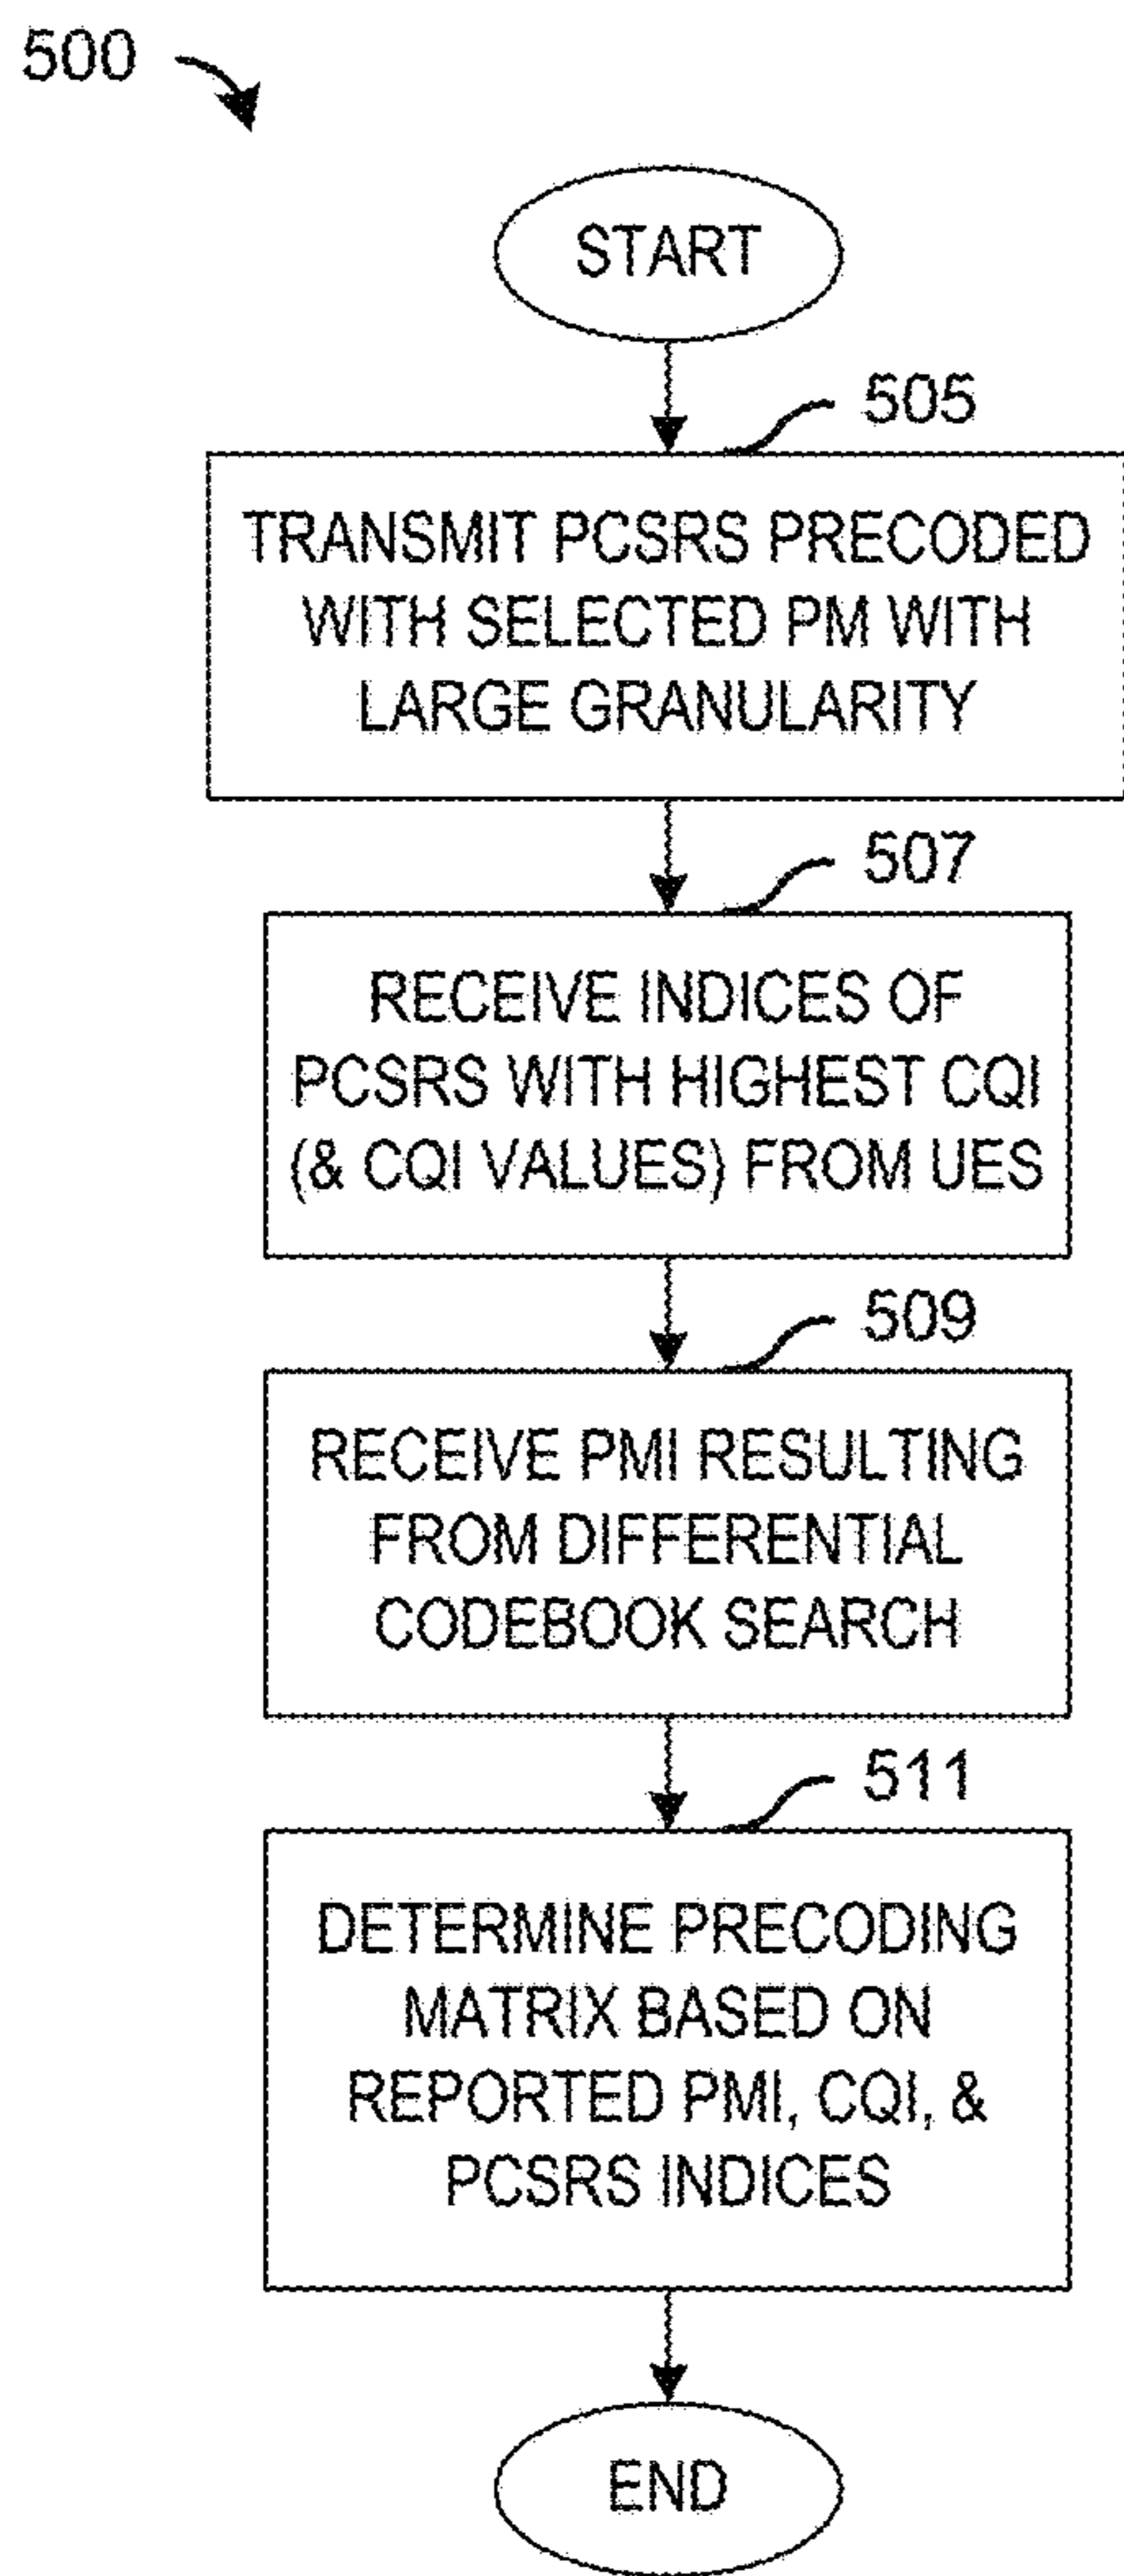 500
START
505
TRANSMIT PCSRS PRECODED
WITH SELECTED PM WITH
LARGE GRANULARITY
507
RECEIVE INDICES OF
PCSRS WITH HIGHEST CQI
(& CQI VALUES) FROM UES
509
RECEIVE PMI RESULTING
FROM DIFFERENTIAL
CODEBOOK SEARCH
511
DETERMINE PRECODING
MATRIX BASED ON
REPORTED PMI, CQI, &
PCSRS INDICES
END